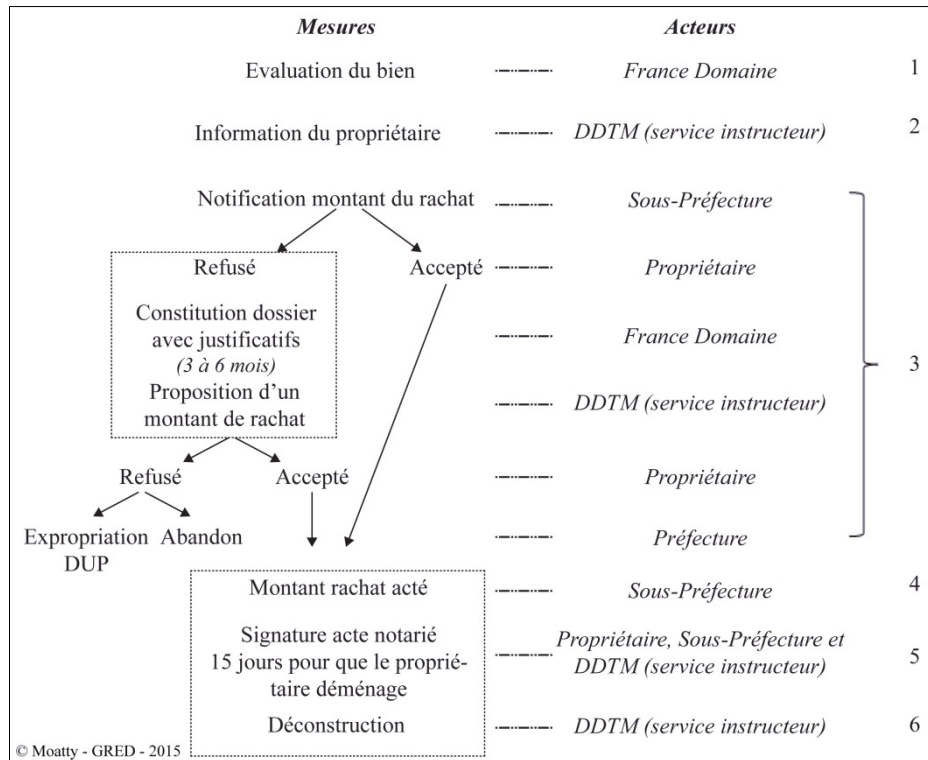 Mesures Acteurs
Evaluation du bien France Domaine 1
Information du propriétaire DDTM (service instructeur) 2
Notification montant du rachat Sous-Préfecture
Refusé Accepté Propriétaire
Constitution dossier
avec justificatifs
(3 à 6 mois)
Proposition d'un
montant de rachat
France Domaine
3
DDTM (service instructeur)
Refusé Accepté Propriétaire
Expropriation Abandon Préfecture
DUP
Montant rachat acté Sous-Préfecture 4
Signature acte notarié
15 jours pour que le proprié-
taire déménage
Propriétaire, Sous-Préfecture et
DDTM (service instructeur) 5
Déconstruction DDTM (service instructeur) 6
© Moatty - GRED - 2015